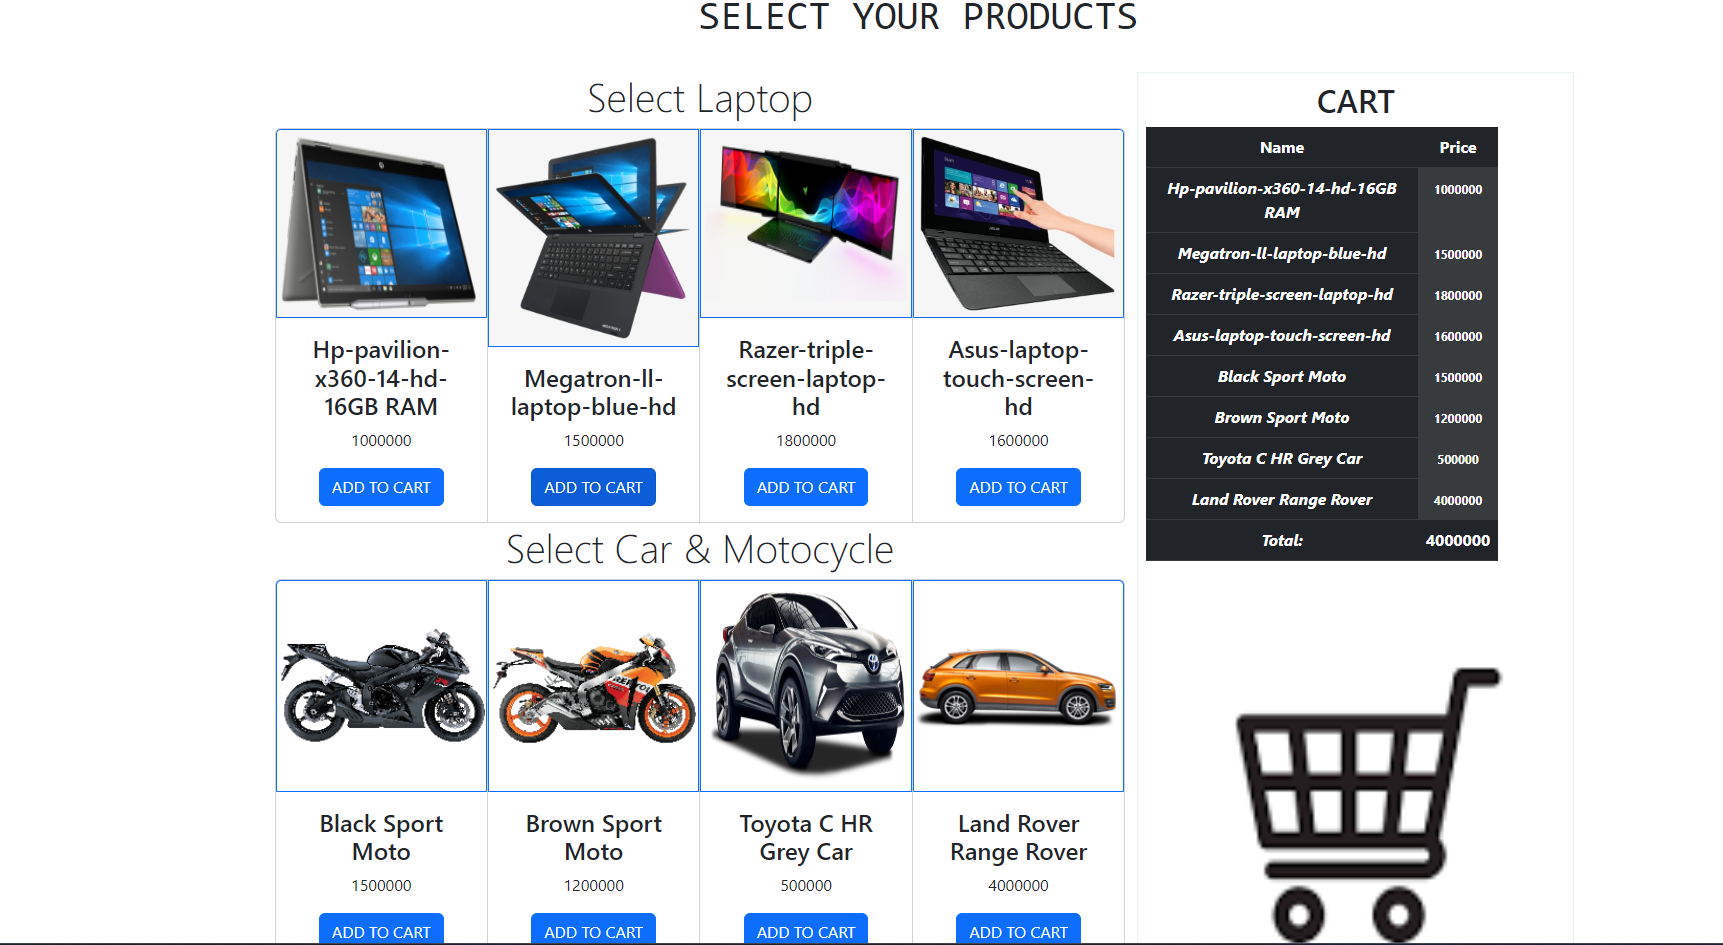 SELECT YOUR PRODUCTS
Select Laptop
Hp-pavilion-
x360-14-hd-
16GB RAM
1000000
ADD TO CART
Megatron-ll-
laptop-blue-hd
1500000
ADD TO CART
Razer-triple-
screen-laptop-
hd
1800000
ADD TO CART
Asus-laptop-
touch-screen-
hd
1600000
ADD TO CART
Select Car & Motocycle
Black Sport
Moto
1500000
ADD TO CART
Brown Sport
Moto
1200000
ADD TO CART
Toyota C HR
Grey Car
500000
ADD TO CART
Land Rover
Range Rover
4000000
ADD TO CART
CART
Name Price
Hp-pavilion-x360-14-hd-16GB 1000000
RAM
Megatron-ll-laptop-blue-hd 1500000
Razer-triple-screen-laptop-hd 1800000
Asus-laptop-touch-screen-hd 1600000
Black Sport Moto 1500000
Brown Sport Moto 1200000
Toyota C HR Grey Car 500000
Land Rover Range Rover 4000000
Total: 4000000